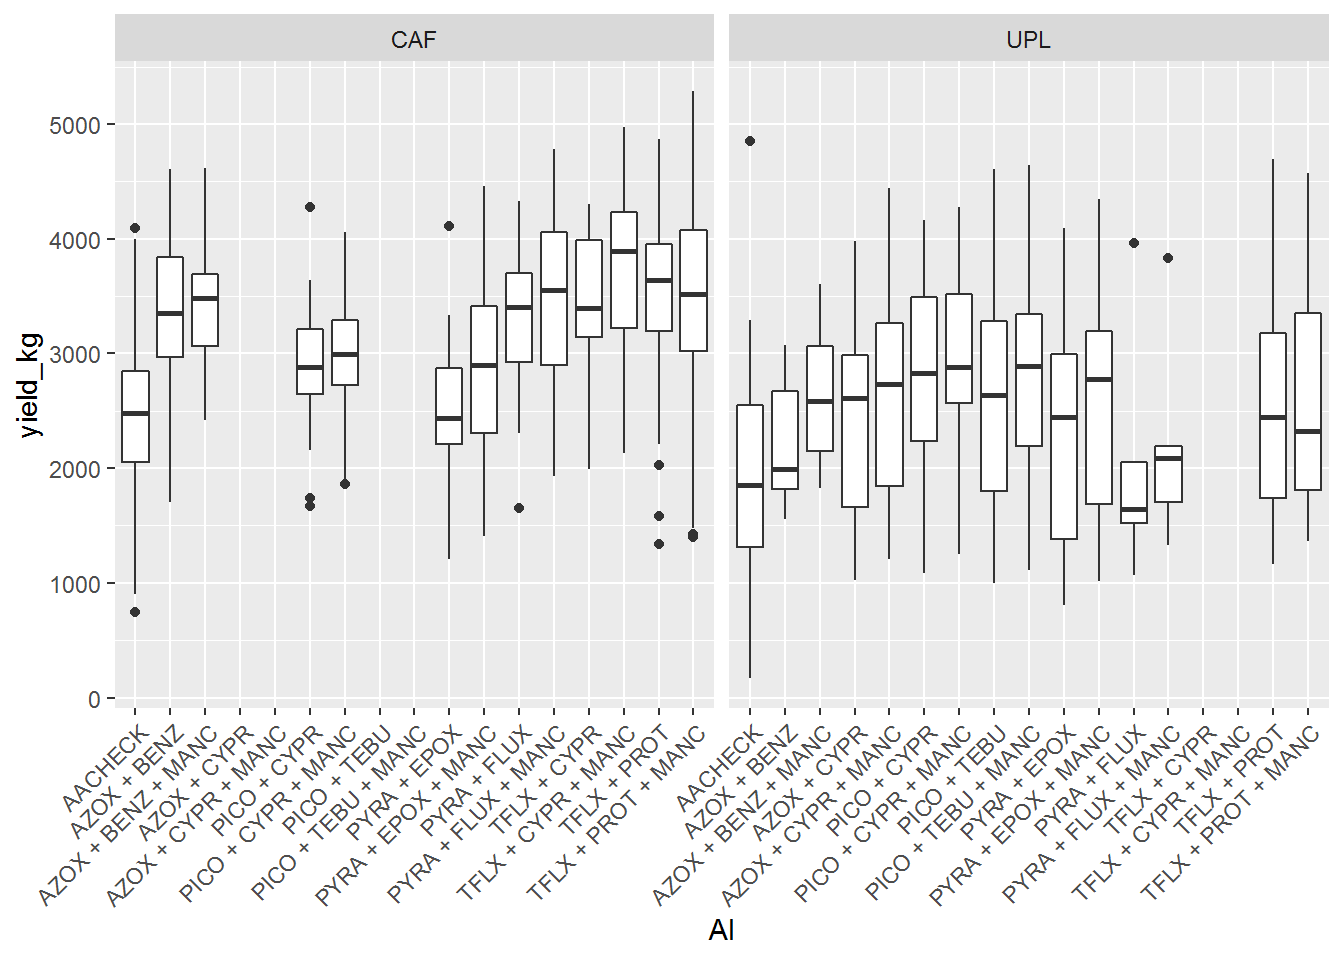 CAF
UPL
yield_kg
5000
4000
3000
2000
1000
0
AACHECK
AZOX + BENZ
AZOX + BENZ + MANC
AZOX + CYPR
AZOX + CYPR + MANC
PICO + CYPR
PICO + CYPR + MANC
PICO + TEBU
PICO + TEBU + MANC
PYRA + EPOX
PYRA + EPOX + MANC
PYRA + FLUX
PYRA + FLUX + MANC
TFLX + CYPR
TFLX + CYPR + MANC
TFLX + PROT
TFLX + PROT + MANC
AACHECK
AZOX + BENZ
AZOX + BENZ + MANC
AZOX + CYPR
AZOX + CYPR + MANC
PICO + CYPR
PICO + CYPR + MANC
PICO + TEBU
PICO + TEBU + MANC
PYRA + EPOX
PYRA + EPOX + MANC
PYRA + FLUX
PYRA + FLUX + MANC
TFLX + CYPR
TFLX + CYPR + MANC
TFLX + PROT
TFLX + PROT + MANC
AI